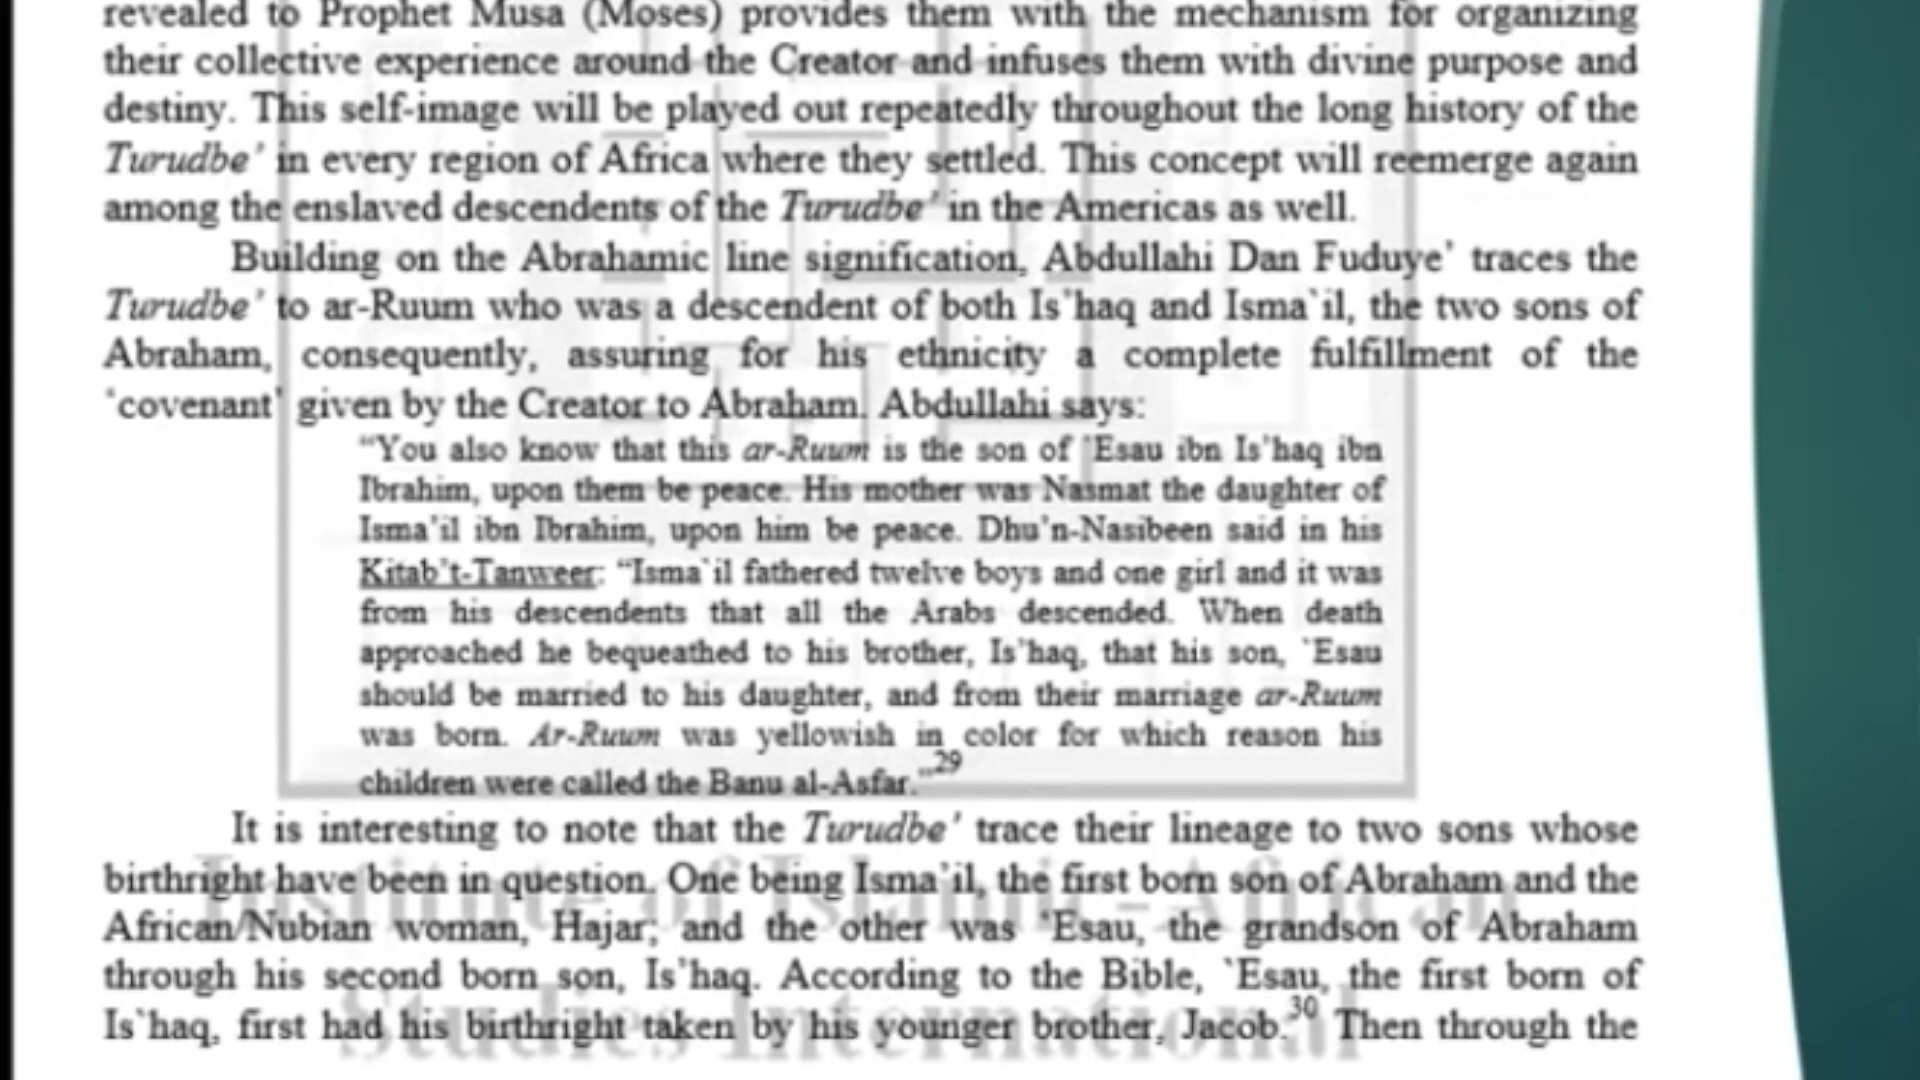 revealed to Prophet Musa (Moses) provides them with the mechanism for organizing
their collective experience around the Creator and infuses them with divine purpose and
destiny. This self-image will be played out repeatedly throughout the long history of the
Turudbe' in every region of Africa where they settled. This concept will reemerge again
among the enslaved descendents of the Turudbe' in the Americas as well.
Building on the Abrahamic line signification, Abdullahi Dan Fuduye' traces the
Turudbe' to ar-Ruum who was a descendent of both Is'haq and Isma`il, the two sons of
Abraham, consequently, assuring for his ethnicity a complete fulfillment of the
'covenant' given by the Creator to Abraham. Abdullahi says:
“You also know that this ar-Ruum is the son of `Esau ibn Is'haq ibn
Ibrahim, upon them be peace. His mother was Nasmat the daughter of
Isma'il ibn Ibrahim, upon him be peace. Dhu'n-Nasibeen said in his
Kitab't-Tanweer: “Isma`il fathered twelve boys and one girl and it was
from his descendents that all the Arabs descended. When death
approached he bequeathed to his brother, Is'haq, that his son, `Esau
should be married to his daughter, and from their marriage ar-Ruum
was born. Ar-Ruum was yellowish in color for which reason his
children were called the Banu al-Asfar.”29
It is interesting to note that the Turudbe' trace their lineage to two sons whose
birthright have been in question. One being Isma`il, the first born son of Abraham and the
African/Nubian woman, Hajar; and the other was `Esau, the grandson of Abraham
through his second born son, Is'haq. According to the Bible, `Esau, the first born of
Is`haq, first had his birthright taken by his younger brother, Jacob.30 Then through the
Institute of Islamic-African
Studies International